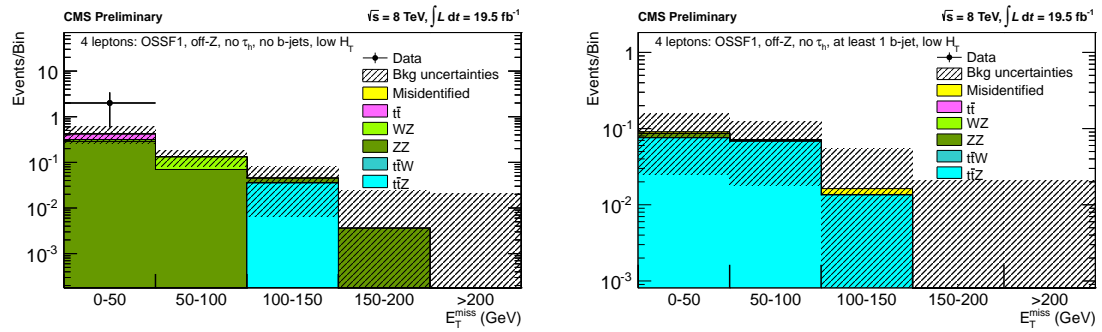 CMS Preliminary
√s = 8 TeV, ∫L dt = 19.5 fb⁻¹
4 leptons: OSSF1, off-Z, no τ_h, no b-jets, low H_T
Events/Bin
10
1
10⁻¹
10⁻²
10⁻³
Data
Bkg uncertainties
Misidentified
tt̄
WZ
ZZ
tt̄W
tt̄Z
0-50 50-100 100-150 150-200 >200
E_T^miss (GeV)
CMS Preliminary
√s = 8 TeV, ∫L dt = 19.5 fb⁻¹
4 leptons: OSSF1, off-Z, no τ_h, at least 1 b-jet, low H_T
Events/Bin
1
10⁻¹
10⁻²
10⁻³
Data
Bkg uncertainties
Misidentified
tt̄
WZ
ZZ
tt̄W
tt̄Z
0-50 50-100 100-150 150-200 >200
E_T^miss (GeV)